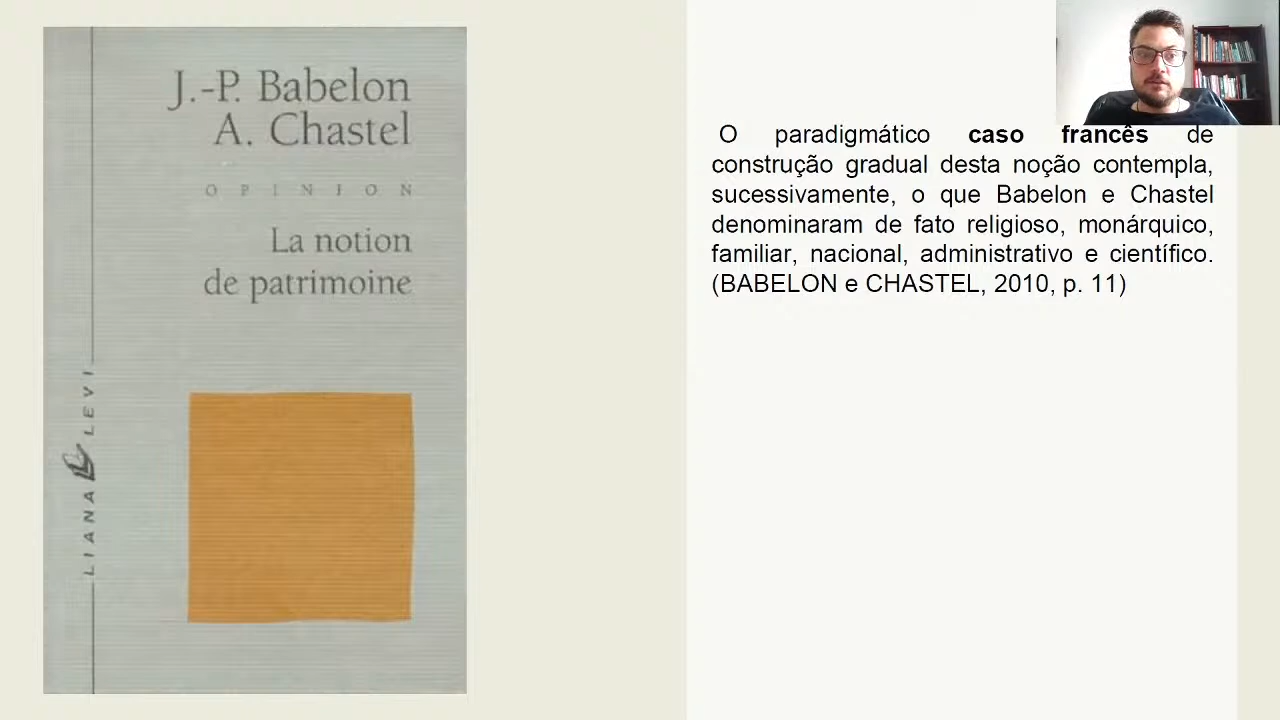 J.-P. Babelon
A. Chastel
OPINION
La notion
de patrimoine
LIANA LEVI
O paradigmático caso francês de
construção gradual desta noção contempla,
sucessivamente, o que Babelon e Chastel
denominaram de fato religioso, monárquico,
familiar, nacional, administrativo e científico.
(BABELON e CHASTEL, 2010, p. 11)